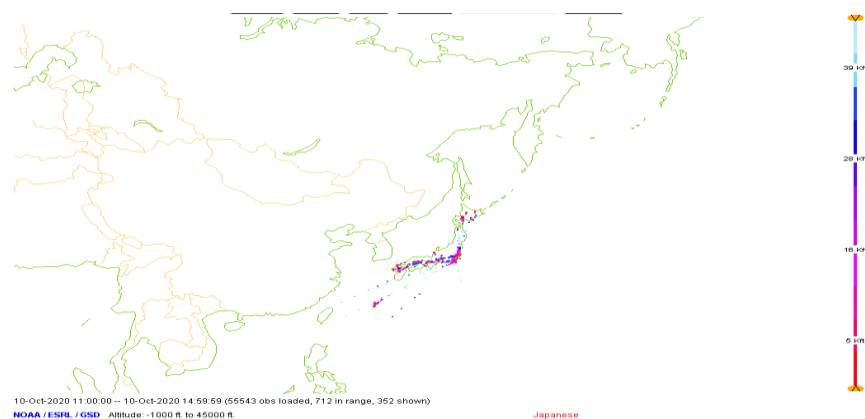 39 Kft
28 Kft
16 Kft
5 Kft
10-Oct-2020 11:00:00 -- 10-Oct-2020 14:59:59 (55543 obs loaded, 712 in range, 352 shown)
NOAA / ESRL / GSD Altitude: -1000 ft. to 45000 ft. Japanese